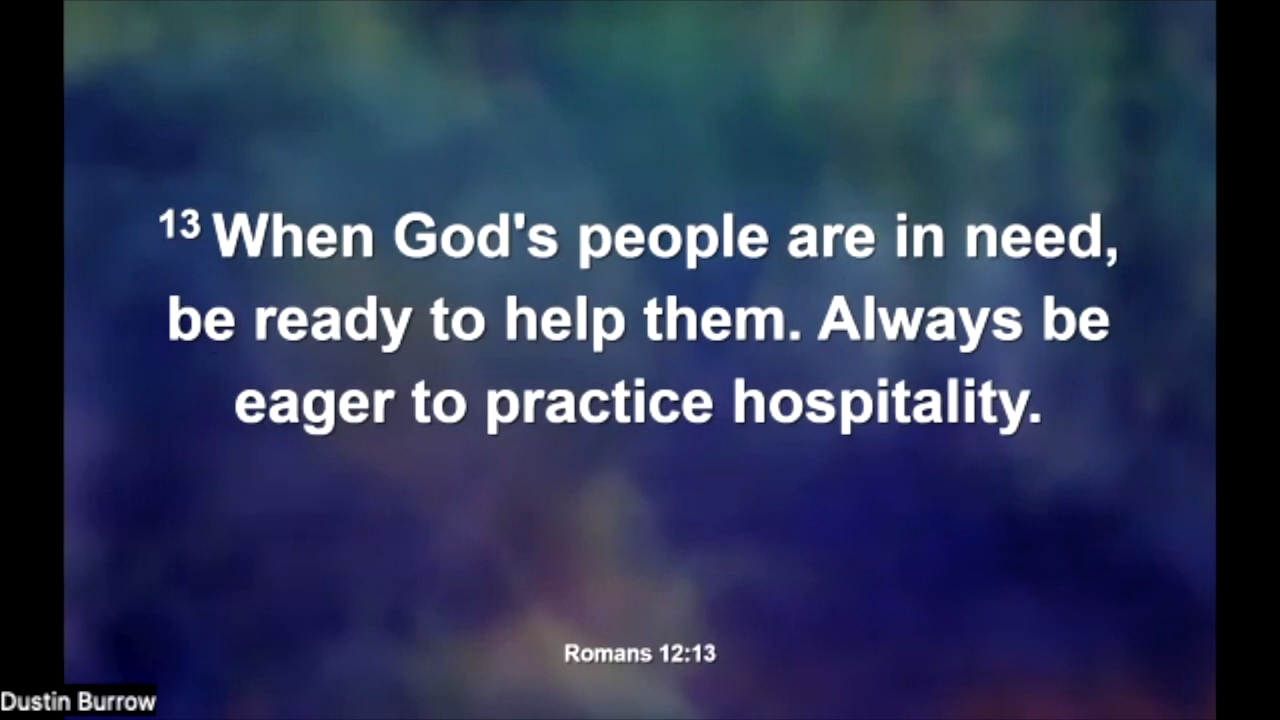 13 When God's people are in need,
be ready to help them. Always be
eager to practice hospitality.
Romans 12:13
Dustin Burrow